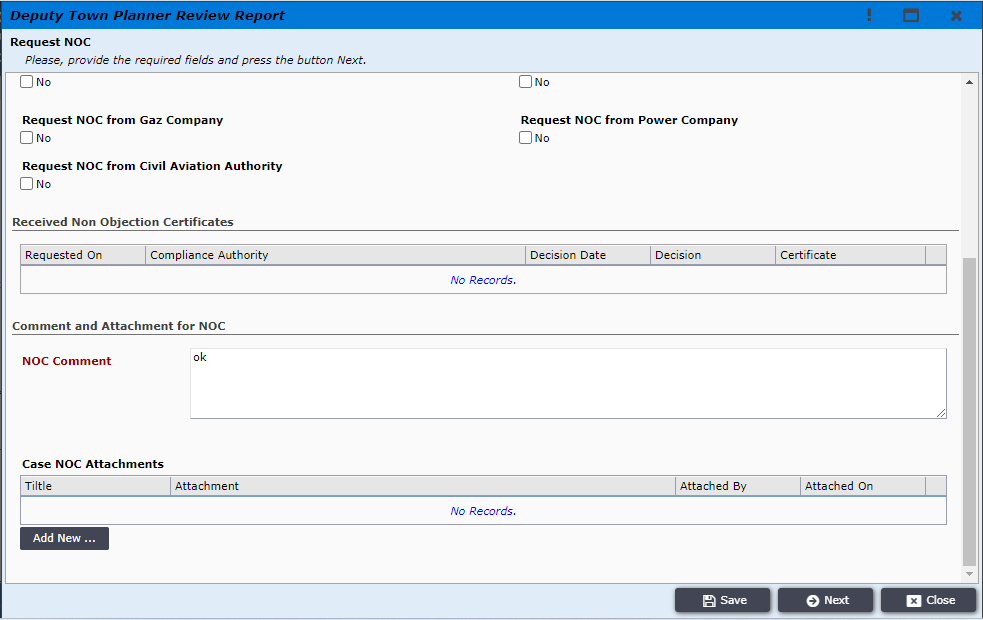 Deputy Town Planner Review Report
Request NOC
Please, provide the required fields and press the button Next.
No No
Request NOC from Gaz Company Request NOC from Power Company
No No
Request NOC from Civil Aviation Authority
No
Received Non Objection Certificates
Requested On Compliance Authority Decision Date Decision Certificate
No Records.
Comment and Attachment for NOC
NOC Comment ok
Case NOC Attachments
Tiltle Attachment Attached By Attached On
No Records.
Add New ...
Save Next Close